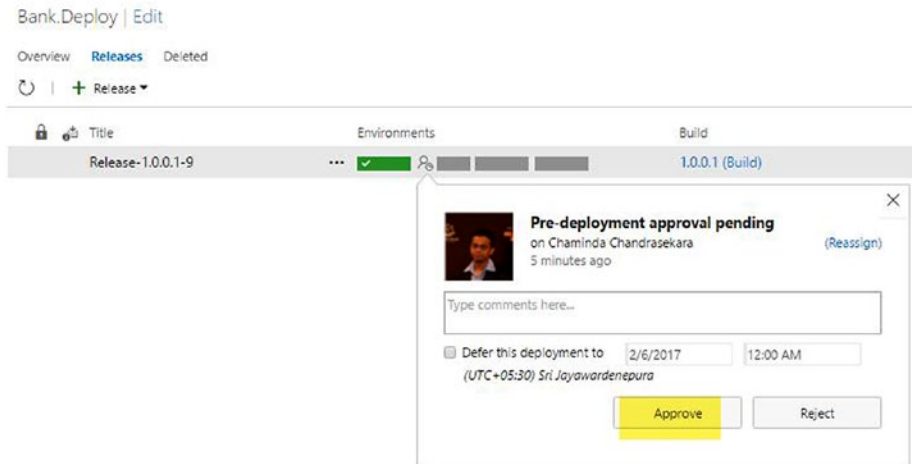 Bank.Deploy | Edit
Overview Releases Deleted
+ Release
Title Environments Build
Release-1.0.0.1-9 ... 1.0.0.1 (Build)
Pre-deployment approval pending
on Chaminda Chandrasekara (Reassign)
5 minutes ago
Type comments here...
Defer this deployment to 2/6/2017 12:00 AM
(UTC+05:30) Sri Jayawardenepura
Approve Reject